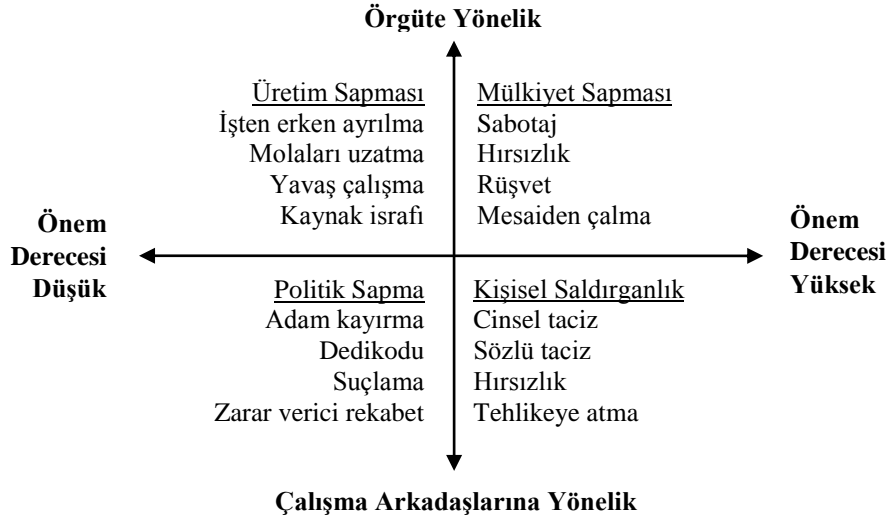 Örgüte Yönelik
Üretim Sapması
İşten erken ayrılma
Molaları uzatma
Yavaş çalışma
Kaynak israfı
Mülkiyet Sapması
Sabotaj
Hırsızlık
Rüşvet
Mesaiden çalma
Önem
Derecesi
Düşük
Önem
Derecesi
Yüksek
Politik Sapma
Adam kayırma
Dedikodu
Suçlama
Zarar verici rekabet
Kişisel Saldırganlık
Cinsel taciz
Sözlü taciz
Hırsızlık
Tehlikeye atma
Çalışma Arkadaşlarına Yönelik